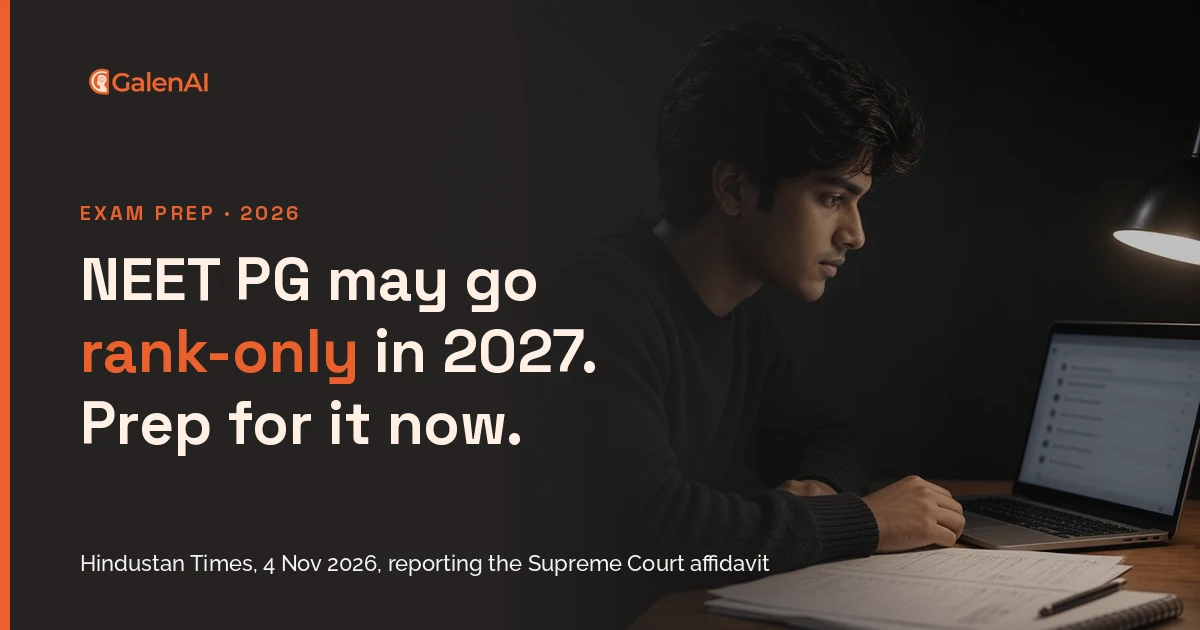 GalenAI
EXAM PREP · 2026
NEET PG may go
rank-only in 2027.
Prep for it now.
Hindustan Times, 4 Nov 2026, reporting the Supreme Court affidavit